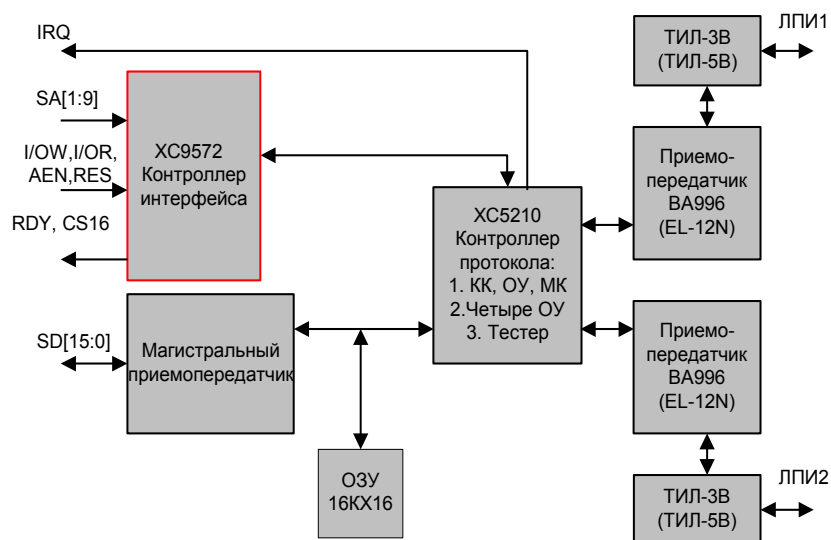 IRQ
SA[1:9]
I/OW,I/OR,
AEN,RES
RDY, CS16
SD[15:0]
XC9572
Контроллер
интерфейса
Магистральный
приемопередатчик
ОЗУ
16КХ16
XC5210
Контроллер
протокола:
1. КК, ОУ, МК
2.Четыре ОУ
3. Тестер
ТИЛ-3В
(ТИЛ-5В)
ЛПИ1
Приемо-
передатчик
ВА996
(EL-12N)
Приемо-
передатчик
ВА996
(EL-12N)
ТИЛ-3В
(ТИЛ-5В)
ЛПИ2